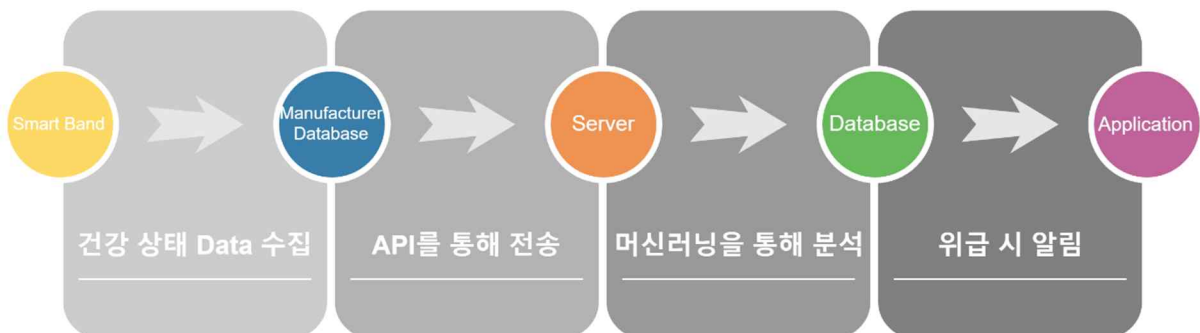 Smart Band
Manufacturer
Database
Server
Database
Application
건강 상태 Data 수집
API를 통해 전송
머신러닝을 통해 분석
위급 시 알림